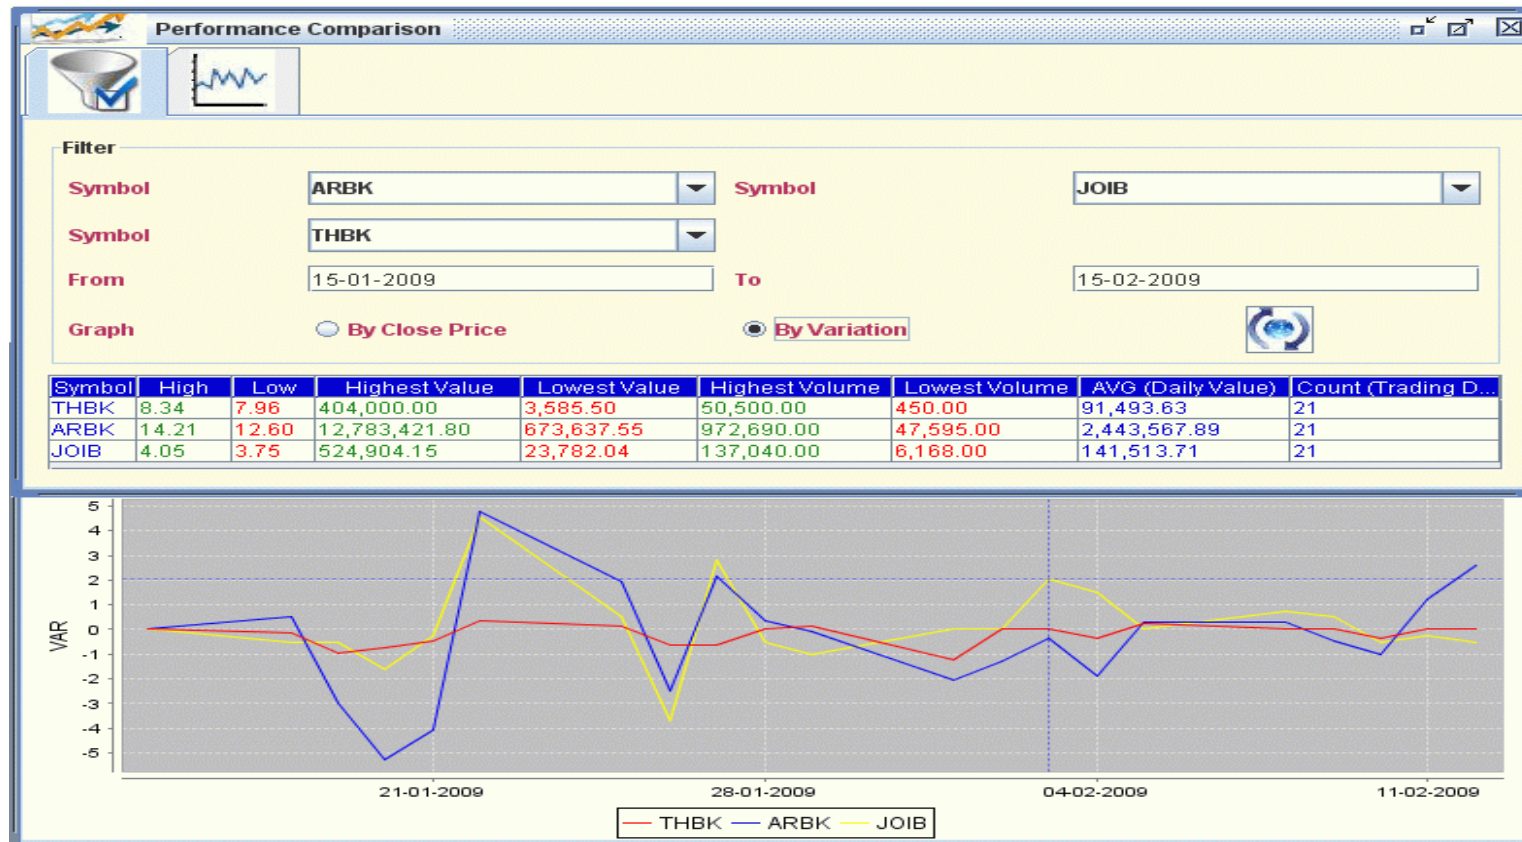 Performance Comparison
Filter
Symbol ARBK Symbol JOIB
Symbol THBK
From 15-01-2009 To 15-02-2009
Graph By Close Price By Variation
Symbol High Low Highest Value Lowest Value Highest Volume Lowest Volume AVG (Daily Value) Count (Trading D...
THBK 8.34 7.96 404,000.00 3,585.50 50,500.00 450.00 91,493.63 21
ARBK 14.21 12.60 12,783,421.80 673,637.55 972,690.00 47,595.00 2,443,567.89 21
JOIB 4.05 3.75 524,904.15 23,782.04 137,040.00 6,168.00 141,513.71 21
5
4
3
2
1
0
-1
-2
-3
-4
-5
VAR
21-01-2009 28-01-2009 04-02-2009 11-02-2009
THBK ARBK JOIB